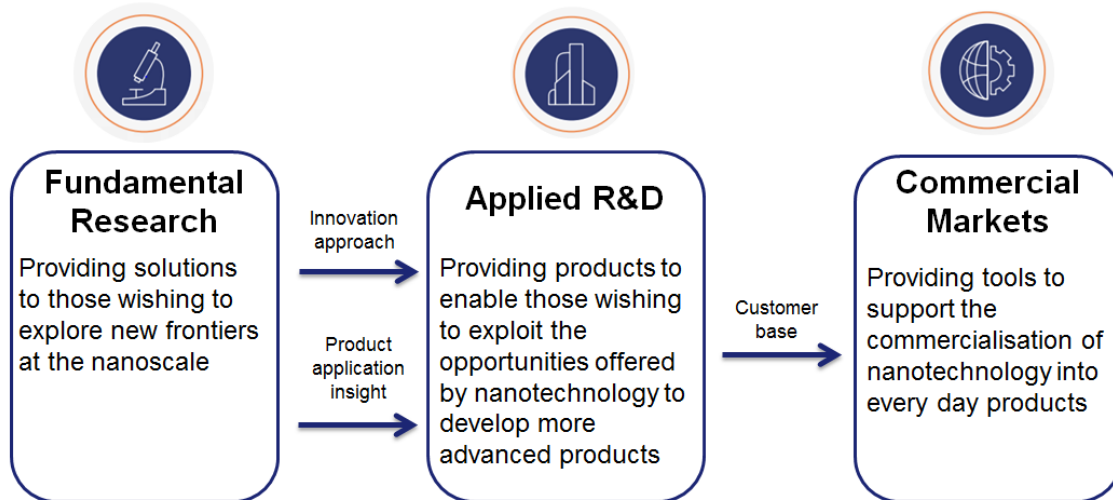 Fundamental
Research
Providing solutions
to those wishing to
explore new frontiers
at the nanoscale
Innovation
approach
Product
application
insight
Applied R&D
Providing products to
enable those wishing
to exploit the
opportunities offered
by nanotechnology to
develop more
advanced products
Customer
base
Commercial
Markets
Providing tools to
support the
commercialisation of
nanotechnology into
every day products